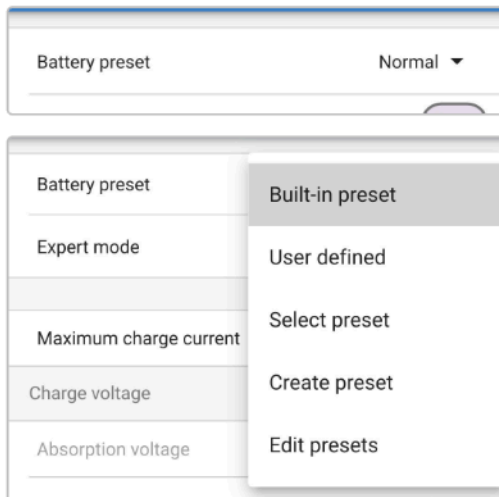 Battery preset Normal
Battery preset
Built-in preset
Expert mode
User defined
Select preset
Maximum charge current
Create preset
Charge voltage
Edit presets
Absorption voltage